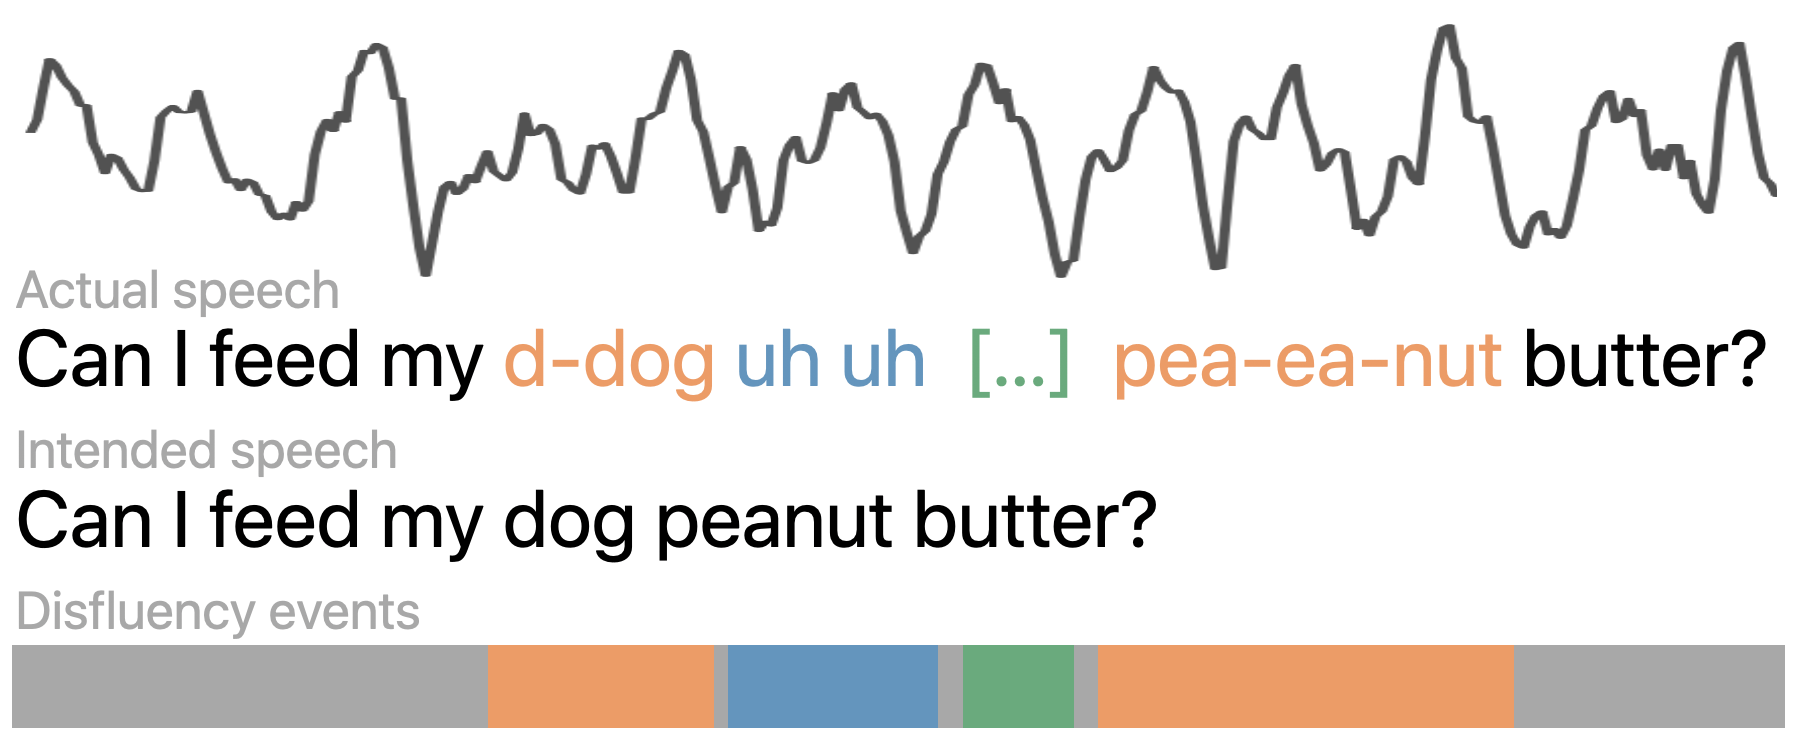 Actual speech
Can I feed my d-dog uh uh [...] pea-ea-nut butter?
Intended speech
Can I feed my dog peanut butter?
Disfluency events